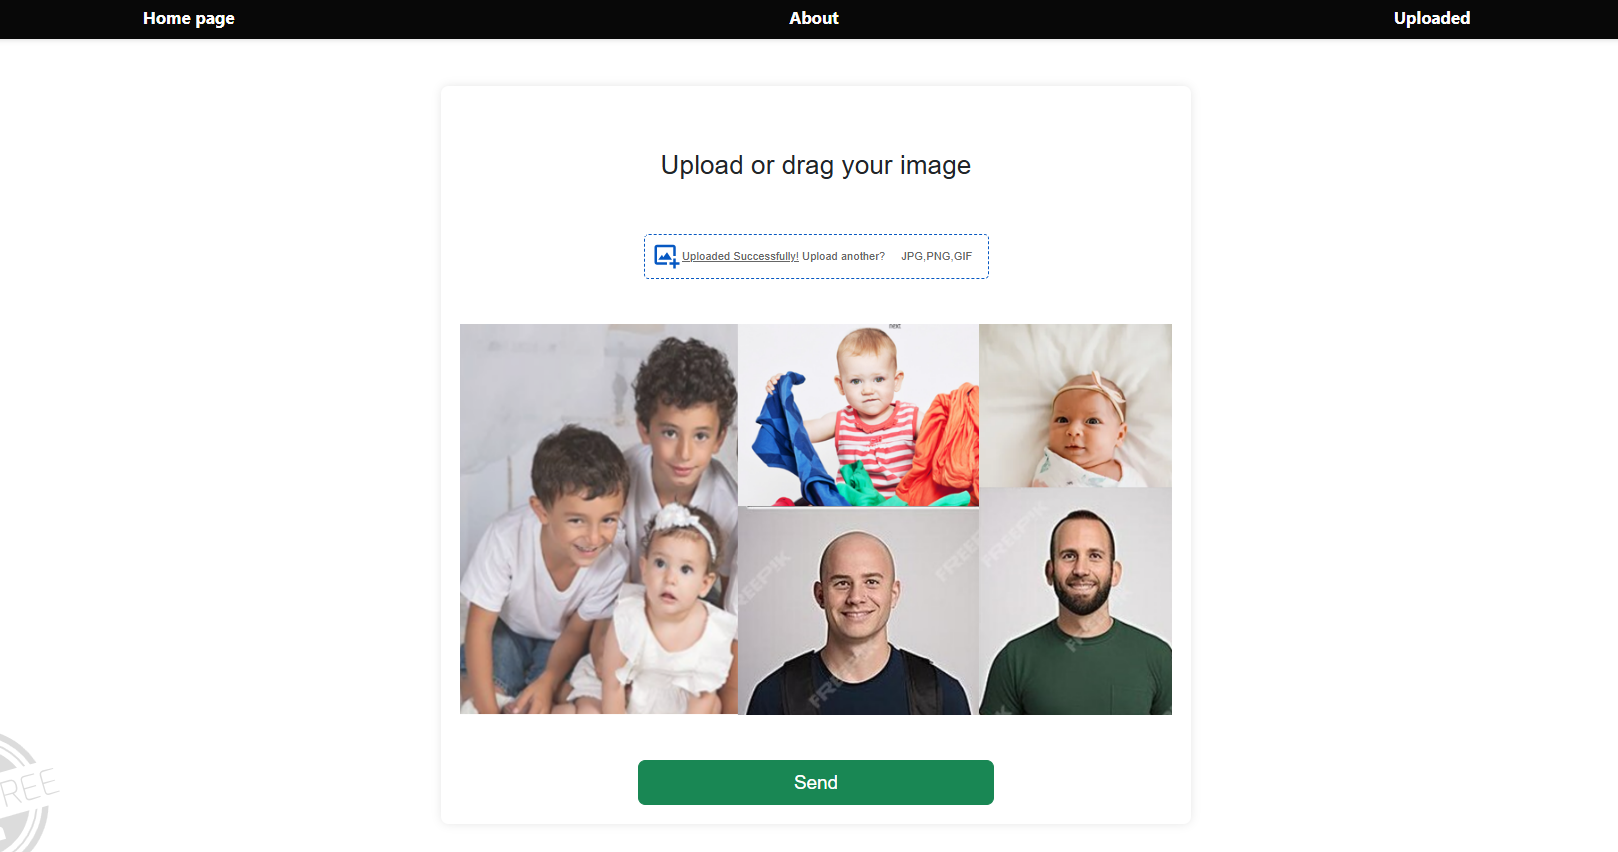 Home page
About
Uploaded
Upload or drag your image
Uploaded Successfully! Upload another? JPG,PNG,GIF
next
FREEPIK
FREEPIK
FREEPIK
Send
REE